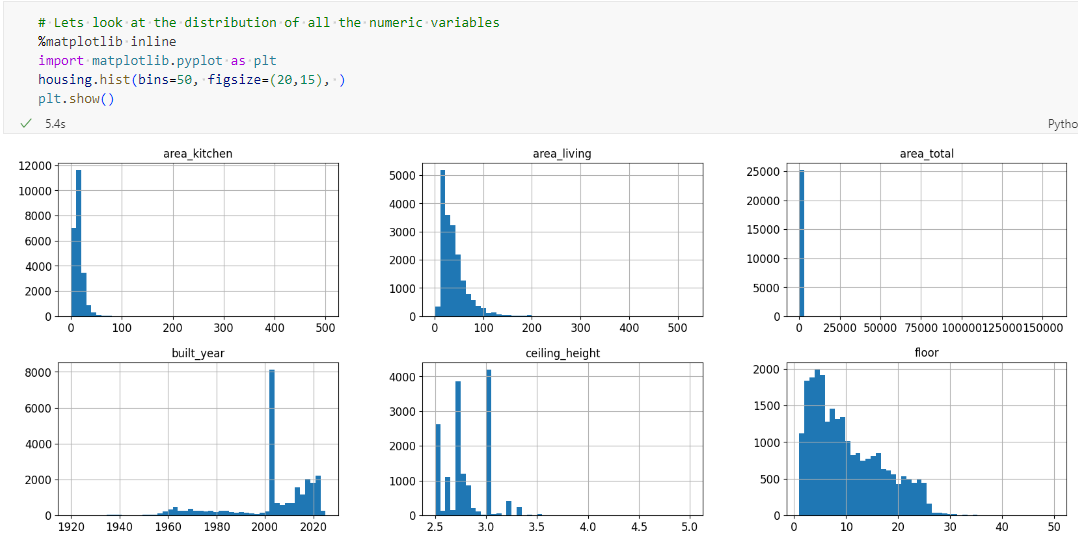 # Lets look at the distribution of all the numeric variables
%matplotlib inline
import matplotlib.pyplot as plt
housing.hist(bins=50, figsize=(20,15), )
plt.show()
5.4s
Pytho
area_kitchen
12000
10000
8000
6000
4000
2000
0
0 100 200 300 400 500
area_living
5000
4000
3000
2000
1000
0
0 100 200 300 400 500
area_total
25000
20000
15000
10000
5000
0
0 25000 50000 75000 100000 125000 150000
built_year
8000
6000
4000
2000
0
1920 1940 1960 1980 2000 2020
ceiling_height
4000
3000
2000
1000
0
2.5 3.0 3.5 4.0 4.5 5.0
floor
2000
1500
1000
500
0
0 10 20 30 40 50